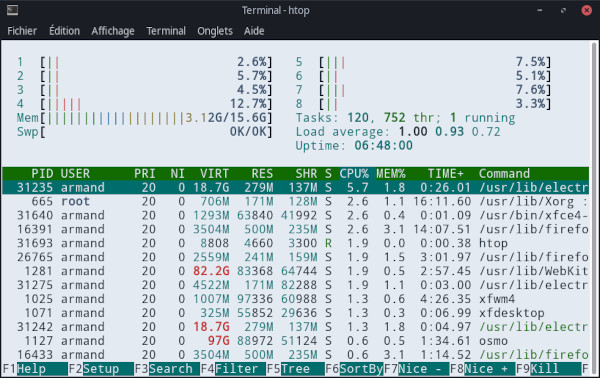 Terminal - htop
Fichier Édition Affichage Terminal Onglets Aide
1 [|| 2.6%] 5 [||| 7.5%]
2 [|| 5.7%] 6 [|| 5.1%]
3 [|| 4.5%] 7 [||| 7.6%]
4 [||||| 12.7%] 8 [|| 3.3%]
Mem[||||||||||||||||||||3.12G/15.6G] Tasks: 120, 752 thr; 1 running
Swp[ 0K/0K] Load average: 1.00 0.93 0.72
Uptime: 06:48:00
PID USER PRI NI VIRT RES SHR S CPU% MEM% TIME+ Command
31235 armand 20 0 18.7G 279M 137M S 5.7 1.8 0:26.01 /usr/lib/electr
665 root 20 0 706M 171M 128M S 2.6 1.1 16:11.60 /usr/lib/Xorg :
31640 armand 20 0 1293M 63840 41992 S 2.6 0.4 0:01.09 /usr/bin/xfce4-
16391 armand 20 0 3504M 500M 235M S 2.6 3.1 14:07.51 /usr/lib/firefo
31693 armand 20 0 8808 4660 3300 R 1.9 0.0 0:00.38 htop
26765 armand 20 0 2559M 241M 159M S 1.9 1.5 3:01.97 /usr/lib/firefo
1281 armand 20 0 82.2G 83368 64744 S 1.9 0.5 2:57.45 /usr/lib/WebKit
31275 armand 20 0 4522M 171M 82288 S 1.9 1.1 0:03.00 /usr/lib/electr
1025 armand 20 0 1007M 97336 60988 S 1.3 0.6 4:26.35 xfwm4
1071 armand 20 0 325M 55852 29636 S 1.3 0.3 0:06.99 xfdesktop
31242 armand 20 0 18.7G 279M 137M S 1.3 1.8 0:04.97 /usr/lib/electr
1127 armand 20 0 97G 88972 51124 S 0.6 0.5 1:34.61 osmo
16433 armand 20 0 3504M 500M 235M S 0.6 3.1 1:14.52 /usr/lib/firefo
F1Help F2Setup F3Search F4Filter F5Tree F6SortBy F7Nice - F8Nice + F9Kill F